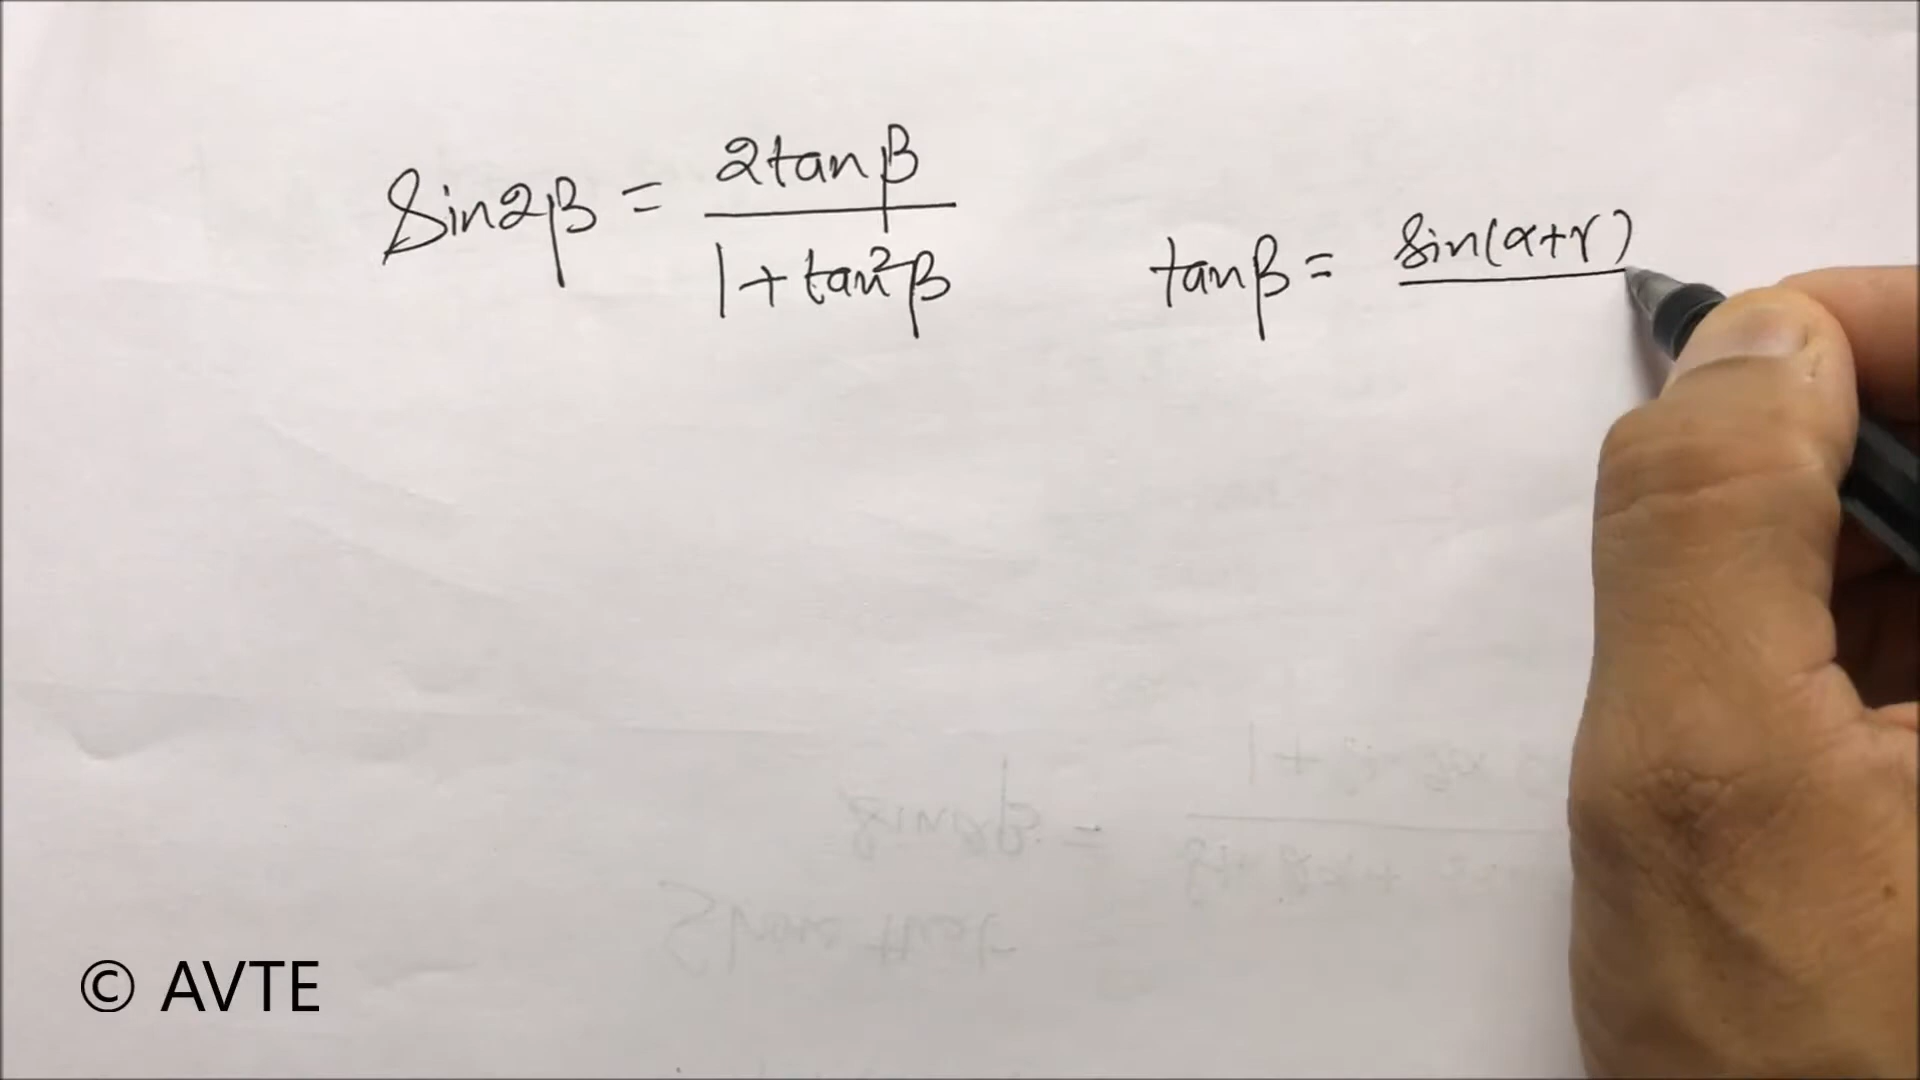 sin2β = 2tanβ / 1+tan²β
tanβ = sin(α+γ)
© AVTE